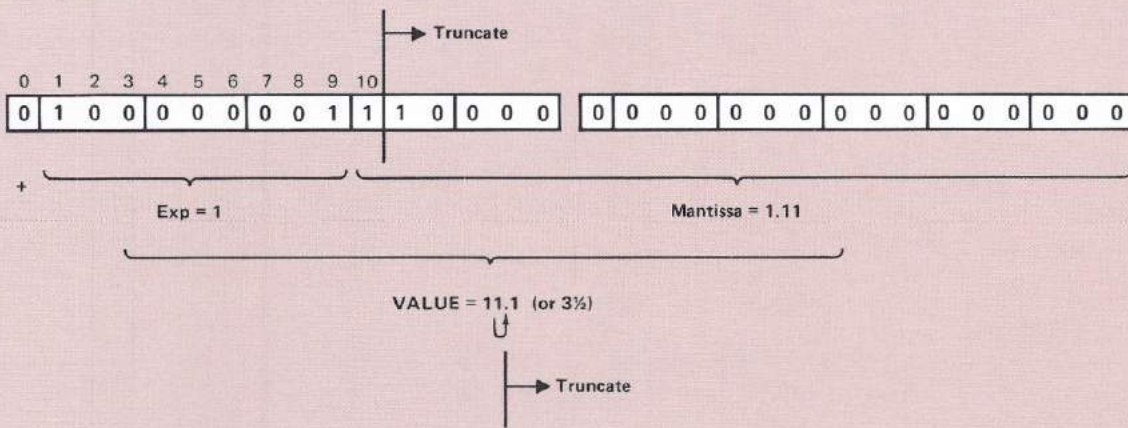 Truncate
0 1 2 3 4 5 6 7 8 9 10
0 1 0 0 0 0 0 0 0 1 1 1 0 0 0 0 0 0 0 0 0 0 0 0 0 0 0 0 0 0 0 0
+
Exp = 1 Mantissa = 1.11
VALUE = 11.1 (or 3½)
Truncate